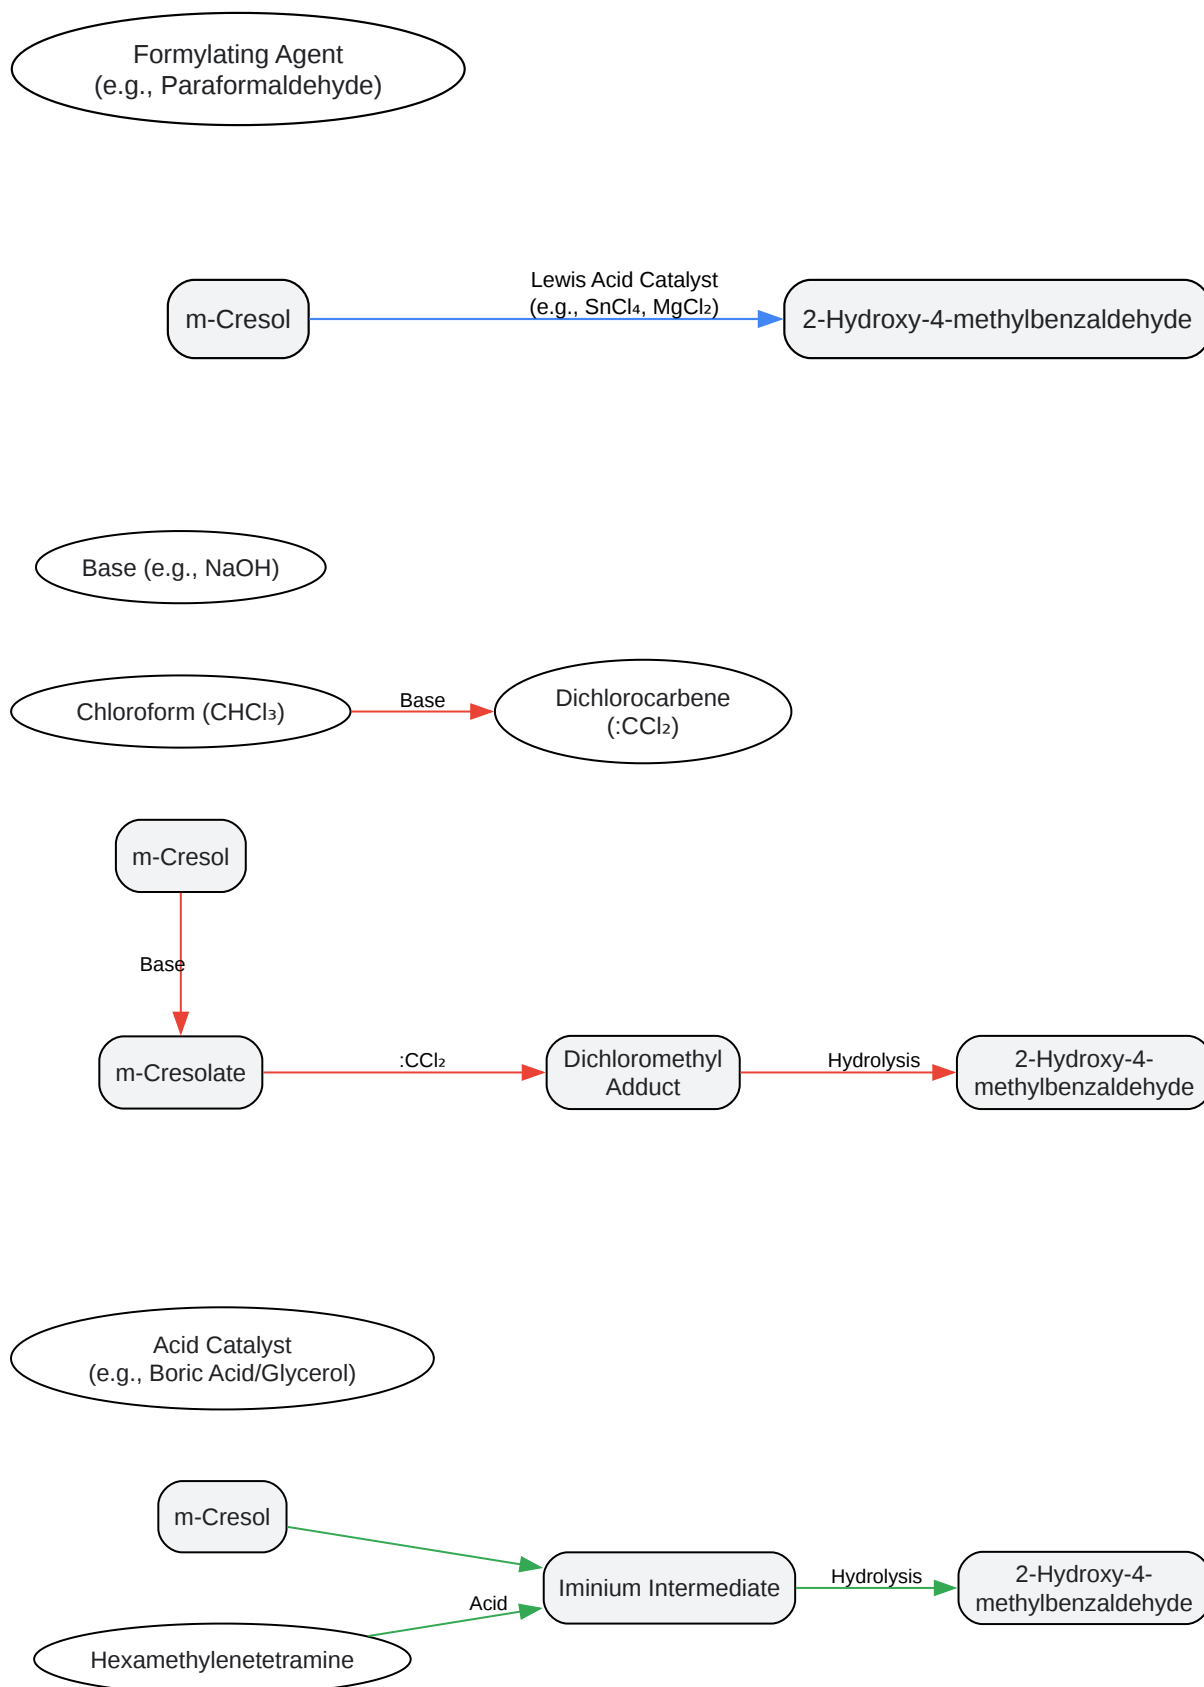 Formylating Agent
(e.g., Paraformaldehyde)
Lewis Acid Catalyst
(e.g., SnCl₄, MgCl₂)
m-Cresol
2-Hydroxy-4-methylbenzaldehyde
Base (e.g., NaOH)
Chloroform (CHCl₃)
Base
Dichlorocarbene
(:CCl₂)
m-Cresol
Base
m-Cresolate
:CCl₂
Dichloromethyl
Adduct
Hydrolysis
2-Hydroxy-4-
methylbenzaldehyde
Acid Catalyst
(e.g., Boric Acid/Glycerol)
m-Cresol
Iminium Intermediate
Hydrolysis
2-Hydroxy-4-
methylbenzaldehyde
Acid
Hexamethylenetetramine